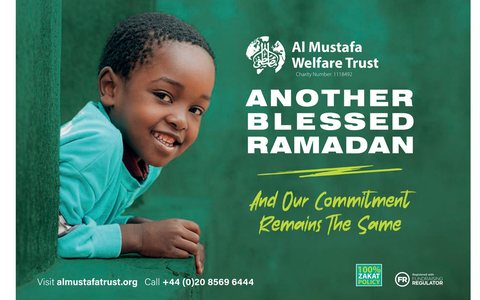 Al Mustafa
Welfare Trust
Charity Number: 1118492
ANOTHER
BLESSED
RAMADAN
And Our Commitment
Remains The Same
Visit almustafatrust.org Call +44 (0)20 8569 6444
100%
ZAKAT
POLICY
FR
Registered with
FUNDRAISING
REGULATOR